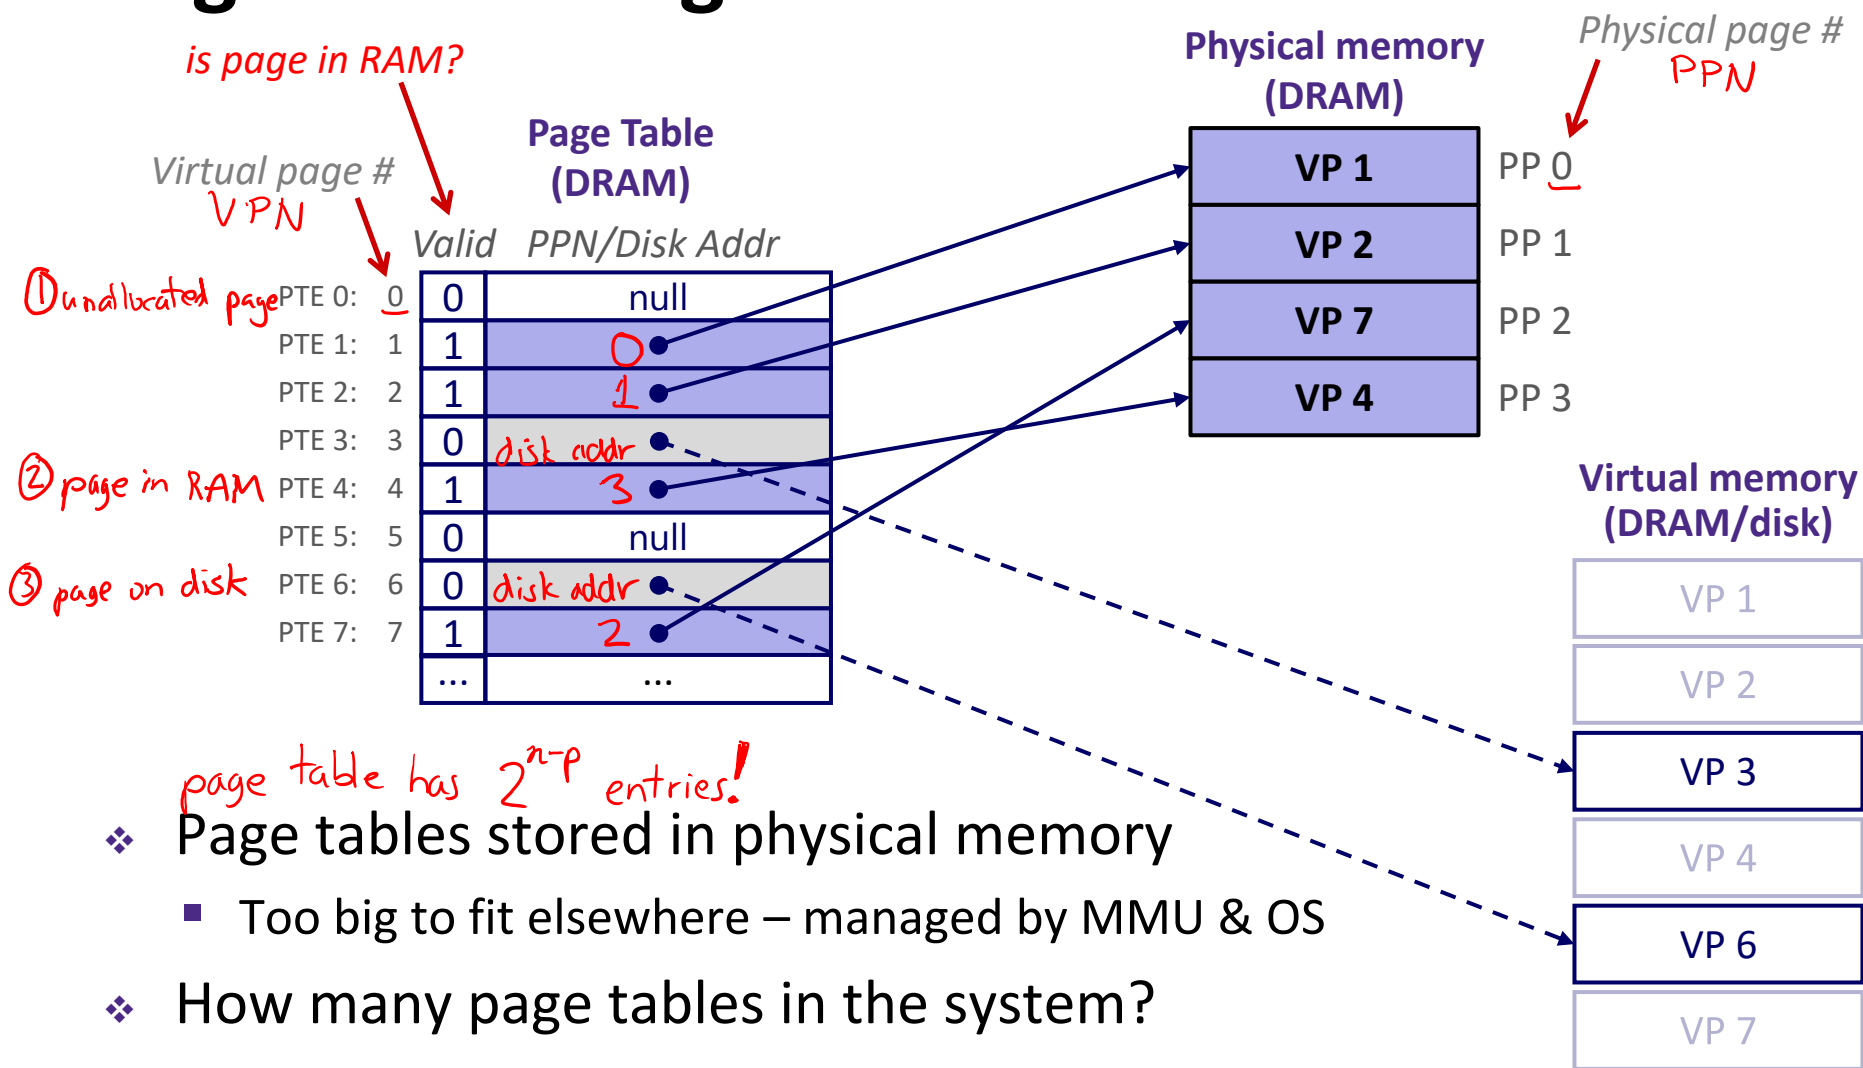 is page in RAM?
Virtual page #
VPN
Page Table
(DRAM)
Valid PPN/Disk Addr
① unallocated page PTE 0: 0 0 null
PTE 1: 1 1 0
PTE 2: 2 1 1
PTE 3: 3 0 disk addr
② page in RAM PTE 4: 4 1 3
PTE 5: 5 0 null
③ page on disk PTE 6: 6 0 disk addr
PTE 7: 7 1 2
... ...
Physical memory
(DRAM)
Physical page #
PPN
VP 1 PP 0
VP 2 PP 1
VP 7 PP 2
VP 4 PP 3
Virtual memory
(DRAM/disk)
VP 1
VP 2
VP 3
VP 4
VP 6
VP 7
page table has 2^n-p entries!
❖ Page tables stored in physical memory
▪ Too big to fit elsewhere – managed by MMU & OS
❖ How many page tables in the system?